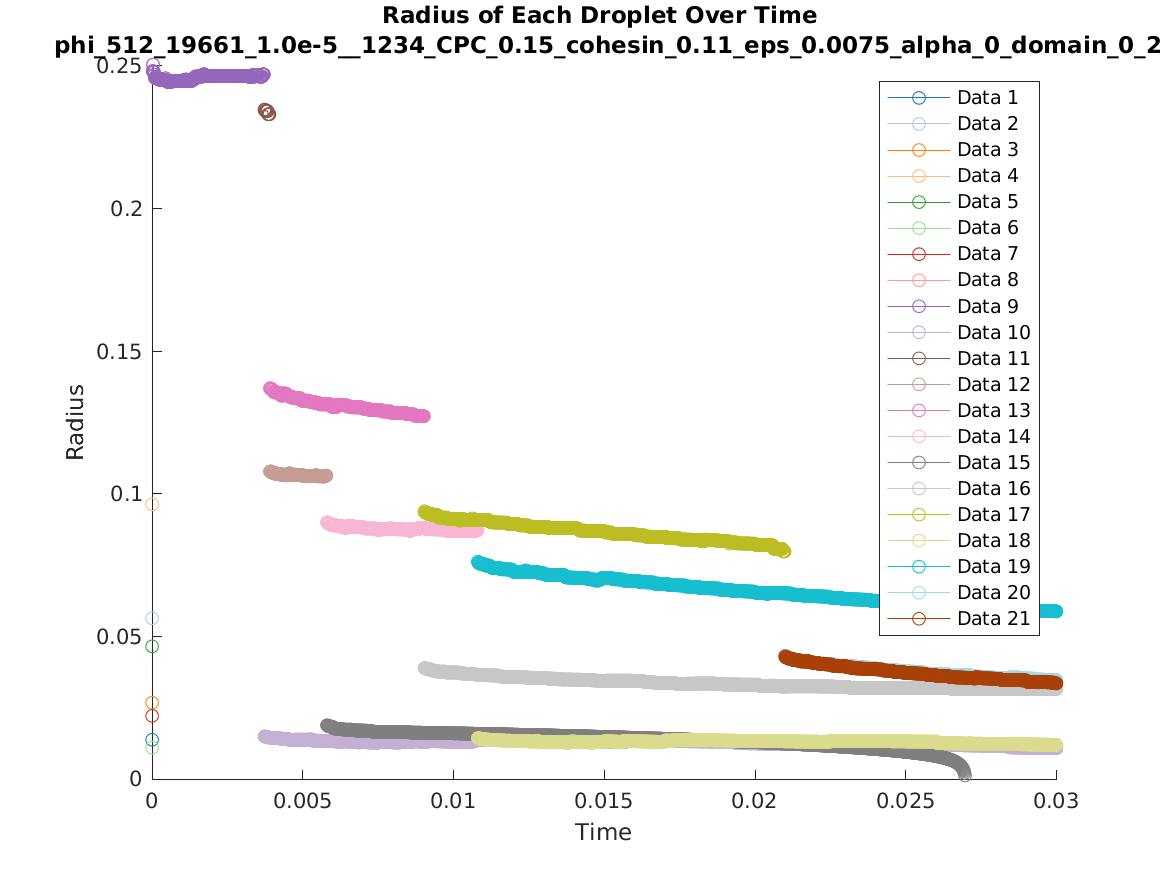 Radius of Each Droplet Over Time
phi_512_19661_1.0e-5__1234_CPC_0.15_cohesin_0.11_eps_0.0075_alpha_0_domain_0_2
0.25
0.2
0.15
0.1
0.05
0
Radius
0
0.005
0.01
0.015
0.02
0.025
0.03
Time
Data 1
Data 2
Data 3
Data 4
Data 5
Data 6
Data 7
Data 8
Data 9
Data 10
Data 11
Data 12
Data 13
Data 14
Data 15
Data 16
Data 17
Data 18
Data 19
Data 20
Data 21